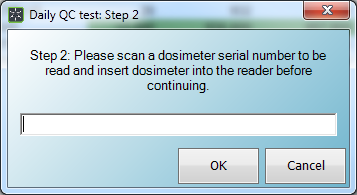 Daily QC test: Step 2
Step 2: Please scan a dosimeter serial number to be
read and insert dosimeter into the reader before
continuing.
OK
Cancel